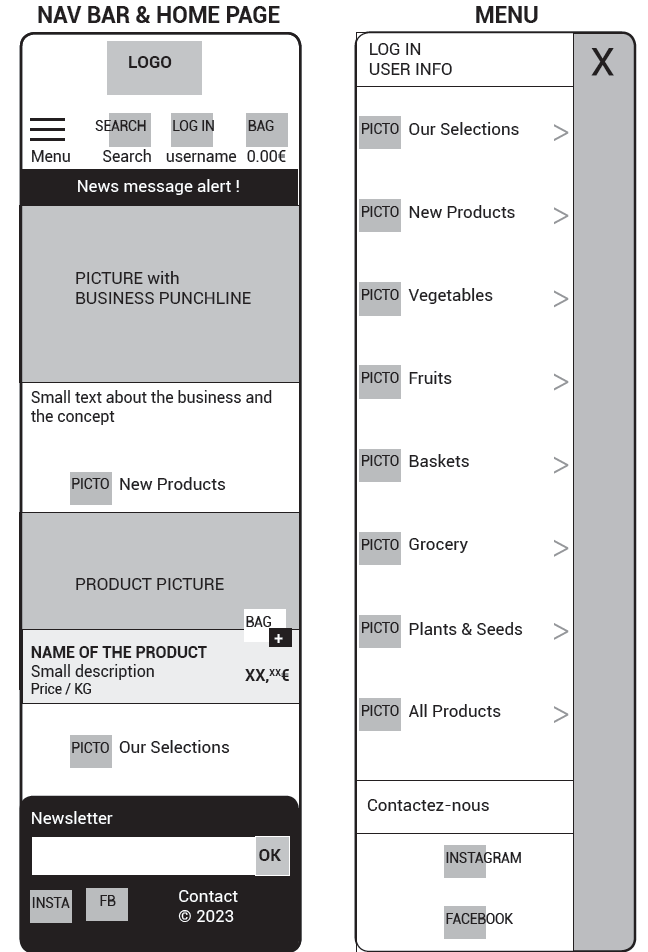 NAV BAR & HOME PAGE
LOGO
SEARCH LOG IN BAG
Menu Search username 0.00€
News message alert !
PICTURE with
BUSINESS PUNCHLINE
Small text about the business and
the concept
PICTO New Products
PRODUCT PICTURE
BAG
+
NAME OF THE PRODUCT
Small description
XX,xx€
Price / KG
PICTO Our Selections
Newsletter
OK
INSTA FB Contact
© 2023
MENU
LOG IN
USER INFO
X
PICTO Our Selections >
PICTO New Products >
PICTO Vegetables >
PICTO Fruits >
PICTO Baskets >
PICTO Grocery >
PICTO Plants & Seeds >
PICTO All Products >
Contactez-nous
INSTAGRAM
FACEBOOK